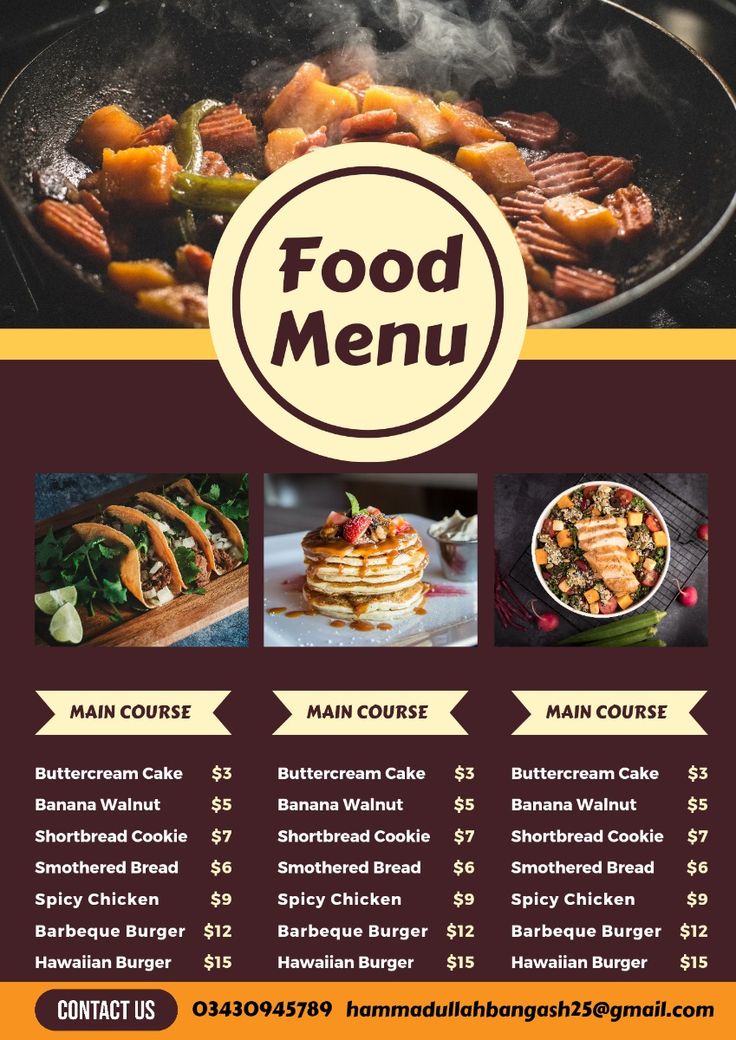 Food
Menu
MAIN COURSE
Buttercream Cake $3
Banana Walnut $5
Shortbread Cookie $7
Smothered Bread $6
Spicy Chicken $9
Barbeque Burger $12
Hawaiian Burger $15
MAIN COURSE
Buttercream Cake $3
Banana Walnut $5
Shortbread Cookie $7
Smothered Bread $6
Spicy Chicken $9
Barbeque Burger $12
Hawaiian Burger $15
MAIN COURSE
Buttercream Cake $3
Banana Walnut $5
Shortbread Cookie $7
Smothered Bread $6
Spicy Chicken $9
Barbeque Burger $12
Hawaiian Burger $15
CONTACT US 03430945789 hammadullahbangash25@gmail.com